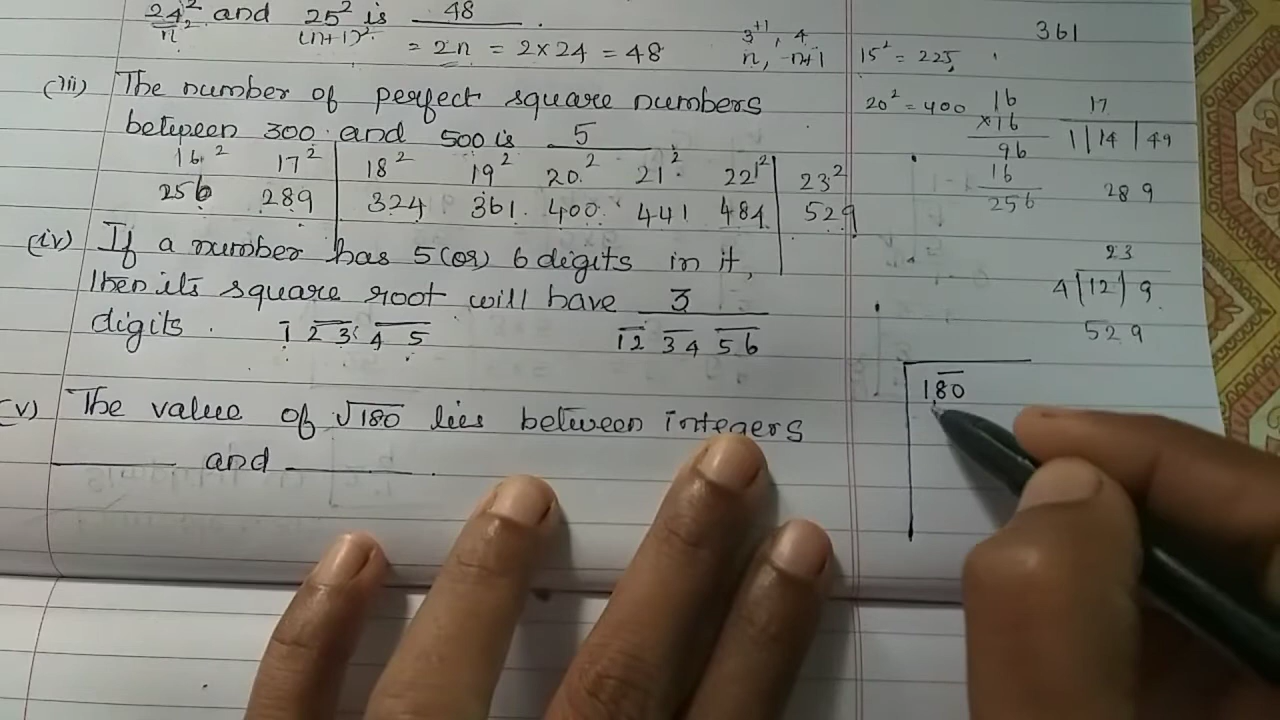 24² and 25² is 48.
n² (n+1)² = 2n = 2×24 = 48
3⁺¹, 4
n, n+1
(iii) The number of perfect square numbers
between 300 and 500 is 5
16² 17² 18² 19² 20² 21² 22² 23²
256 289 324 361 400 441 484 529
(iv) If a number has 5(or) 6 digits in it,
then its square root will have 3
digits. 1 23 45 12 34 56
(v) The value of √180 lies between integers
and .
361
15² = 225,
20² = 400
16
×16
96
16
256
17
1|14|49
289
23
4|12|9
529
180